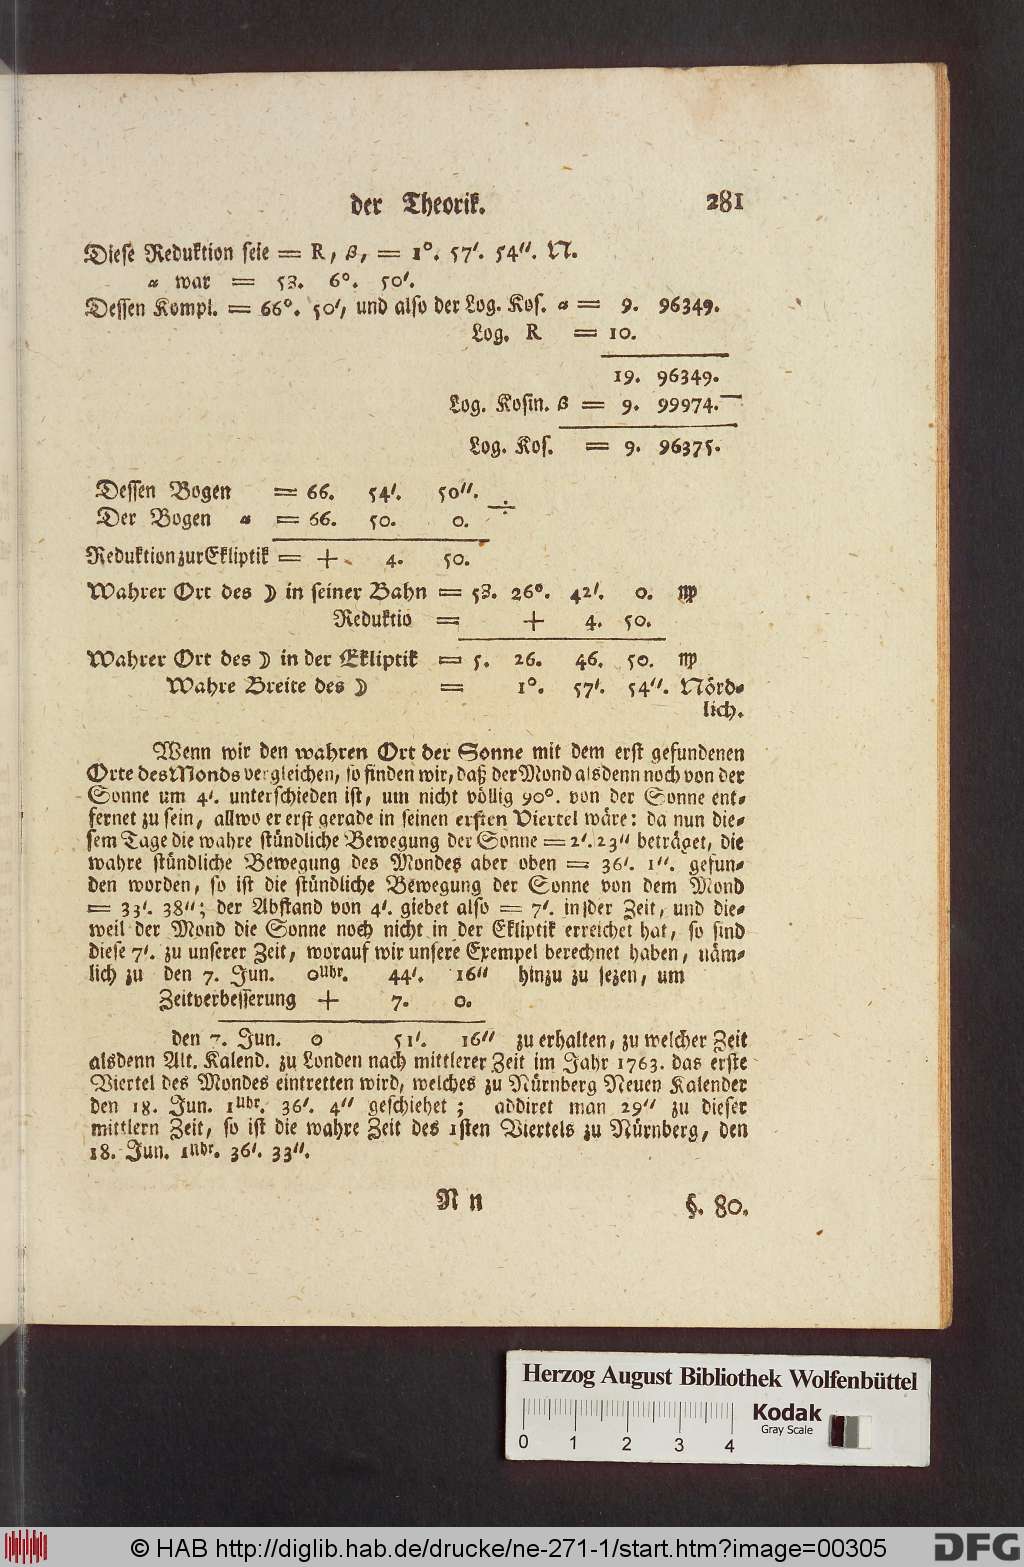 der Theorik. 281
Diese Reduktion seie = R, β, = 1°. 57′. 54″. N.
α war = 5Z. 6°. 50′.
Dessen Kompl. = 66°. 50′, und also der Log. Kos. α = 9. 96349.
Log. R = 10.
19. 96349.
Log. Kosin. β = 9. 99974.—
Log. Kos. = 9. 96375.
Dessen Bogen = 66. 54′. 50″.
Der Bogen α = 66. 50. 0. ÷
Reduktion zur Ekliptik = + 4. 50.
Wahrer Ort des ☽ in seiner Bahn = 5Z. 26°. 42′. 0. ♍
Reduktio = + 4. 50.
Wahrer Ort des ☽ in der Ekliptik = 5. 26. 46. 50. ♍
Wahre Breite des ☽ = 1°. 57′. 54″. Nörd-
lich.
Wenn wir den wahren Ort der Sonne mit dem erst gefundenen
Orte des Monds vergleichen, so finden wir, daß der Mond alsdenn noch von der
Sonne um 4′. unterschieden ist, um nicht völlig 90°. von der Sonne ent-
fernet zu sein, allwo er erst gerade in seinen ersten Viertel wäre: da nun die-
sem Tage die wahre stündliche Bewegung der Sonne = 2′. 23″ beträget, die
wahre stündliche Bewegung des Mondes aber oben = 36′. 1″. gefun-
den worden, so ist die stündliche Bewegung der Sonne von dem Mond
= 33′. 38″; der Abstand von 4′. giebet also = 7′. in der Zeit, und die-
weil der Mond die Sonne noch nicht in der Ekliptik erreichet hat, so sind
diese 7′. zu unserer Zeit, worauf wir unsere Exempel berechnet haben, näm-
lich zu den 7. Jun. 0Uhr. 44′. 16″ hinzu zu sezen, um
Zeitverbesserung + 7. 0.
den 7. Jun. 0 51′. 16″ zu erhalten, zu welcher Zeit
alsdenn Alt. Kalend. zu Londen nach mittlerer Zeit im Jahr 1763. das erste
Viertel des Mondes eintretten wird, welches zu Nürnberg Neuen Kalender
den 18. Jun. 1Uhr. 36′. 4″ geschiehet; addiret man 29″ zu dieser
mittlern Zeit, so ist die wahre Zeit des 1sten Viertels zu Nürnberg, den
18. Jun. 1Uhr. 36′. 33″.
N n §. 80.
Herzog August Bibliothek Wolfenbüttel
Kodak
Gray Scale
0 1 2 3 4
© HAB http://diglib.hab.de/drucke/ne-271-1/start.htm?image=00305
DFG